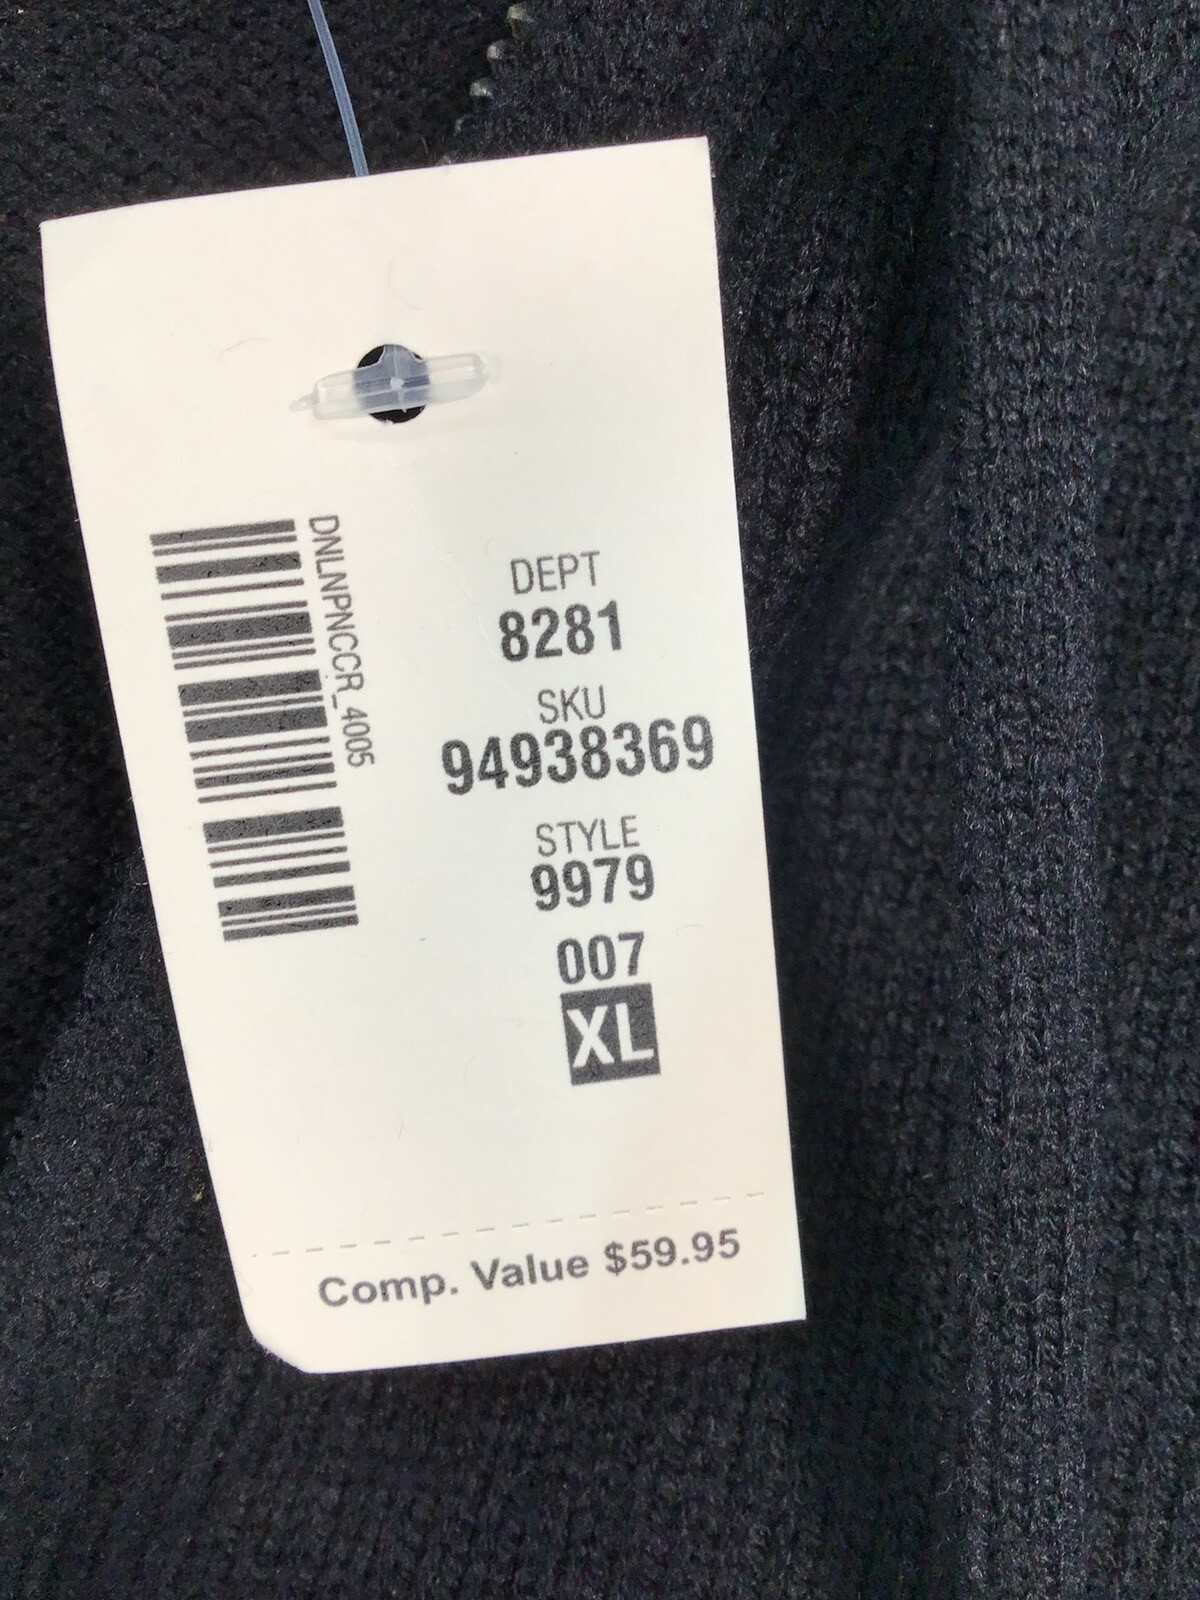 DNLNPNCCR_4005
DEPT
8281
SKU
94938369
STYLE
9979
007
XL
Comp. Value $59.95